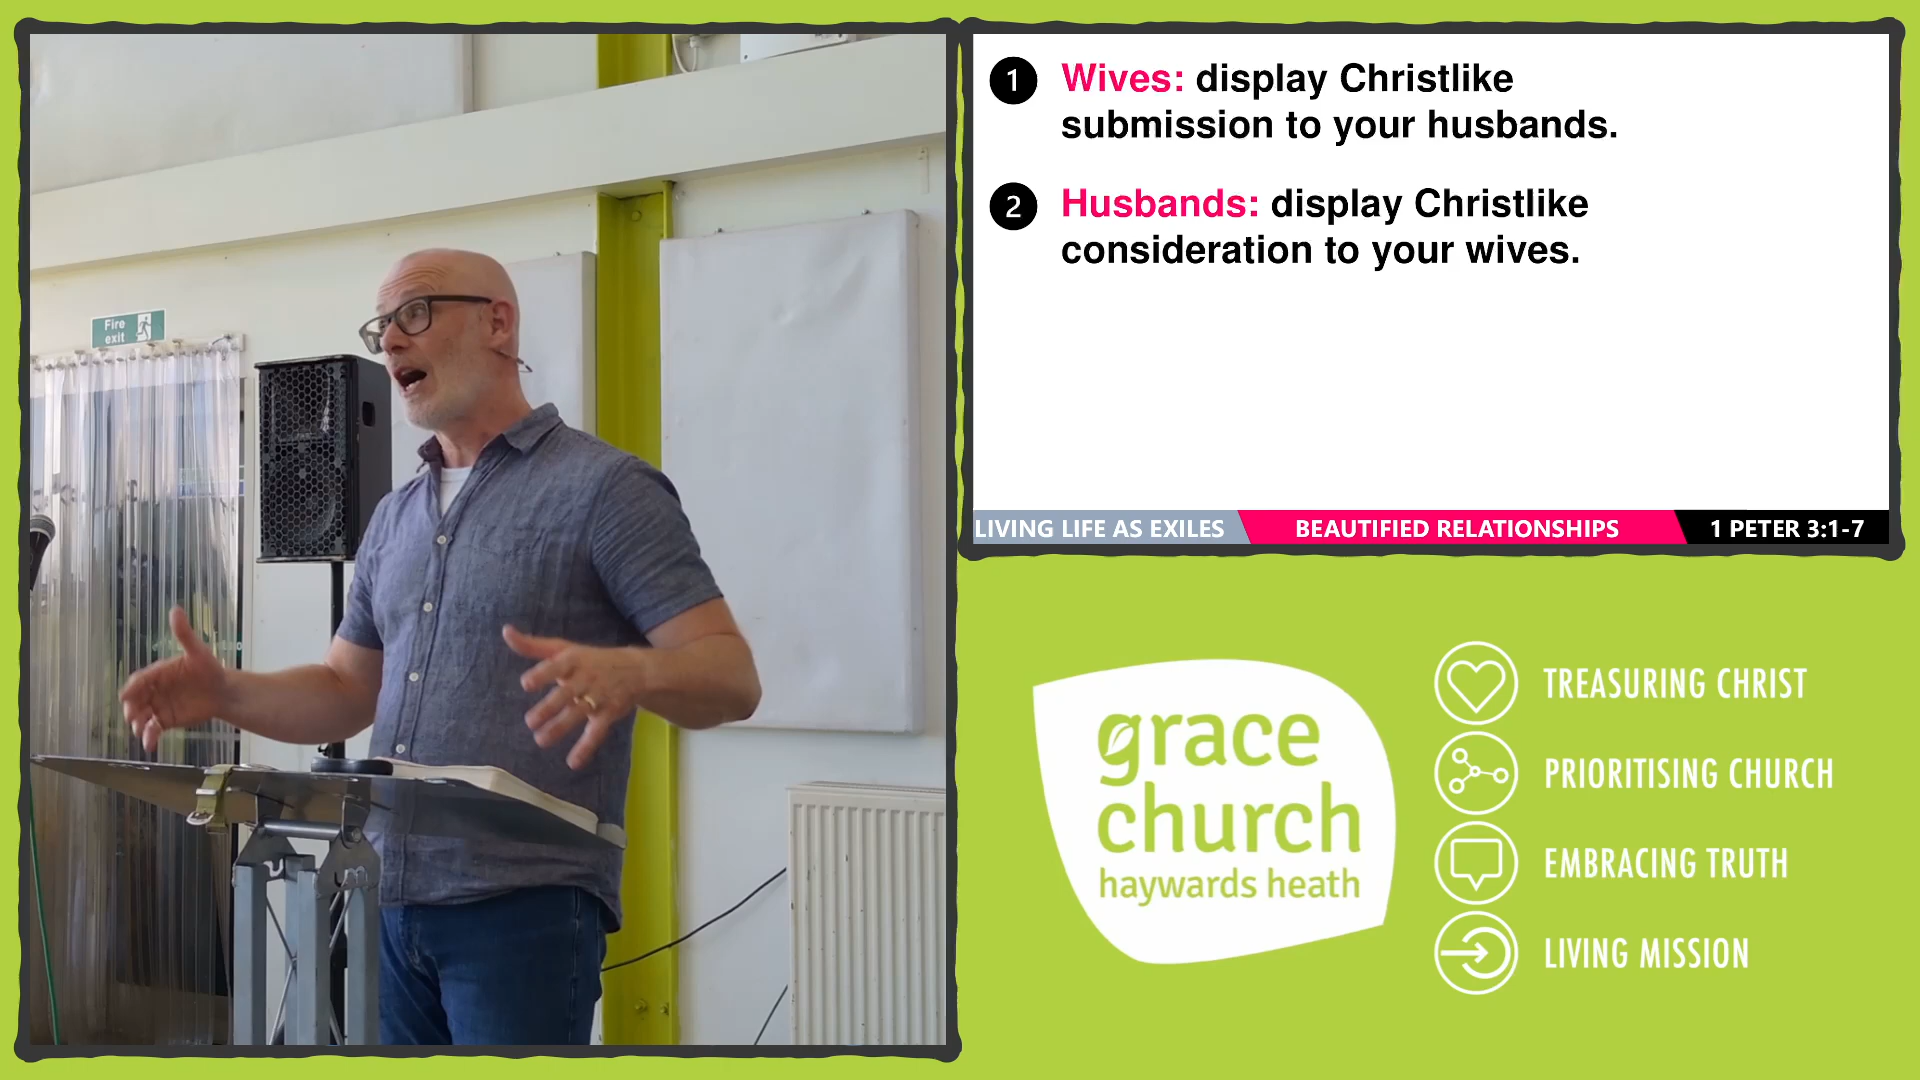 Fire
exit
1 Wives: display Christlike
submission to your husbands.
2 Husbands: display Christlike
consideration to your wives.
LIVING LIFE AS EXILES
BEAUTIFIED RELATIONSHIPS
1 PETER 3:1-7
grace
church
haywards heath
TREASURING CHRIST
PRIORITISING CHURCH
EMBRACING TRUTH
LIVING MISSION